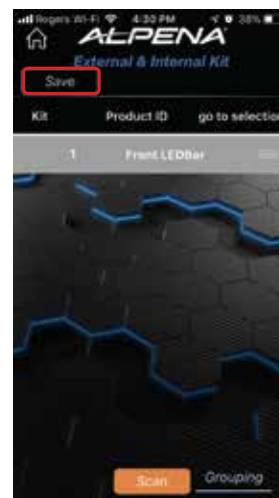 Rogers Wi-Fi 4:30 PM 38%
ALPENA
External & Internal Kit
Save
Kit Product ID go to selection
1 Front LEDBar
Scan Grouping